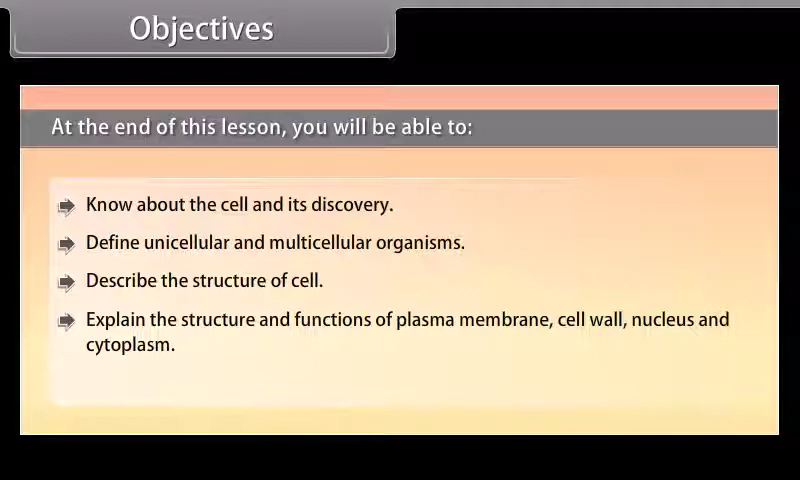 Objectives
At the end of this lesson, you will be able to:
Know about the cell and its discovery.
Define unicellular and multicellular organisms.
Describe the structure of cell.
Explain the structure and functions of plasma membrane, cell wall, nucleus and
cytoplasm.